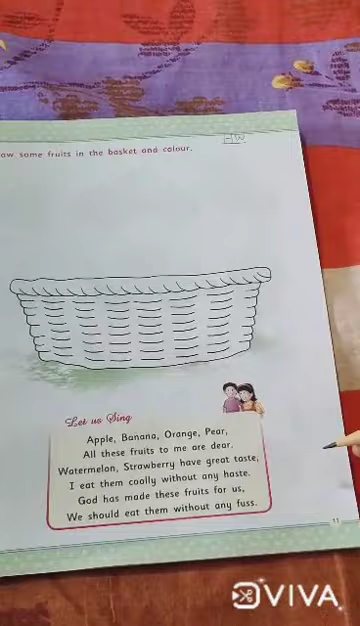 aw some fruits in the basket and colour.
HW
Let us Sing
Apple, Banana, Orange, Pear,
All these fruits to me are dear.
Watermelon, Strawberry have great taste,
I eat them coolly without any haste.
God has made these fruits for us,
We should eat them without any fuss.
11
VIVA